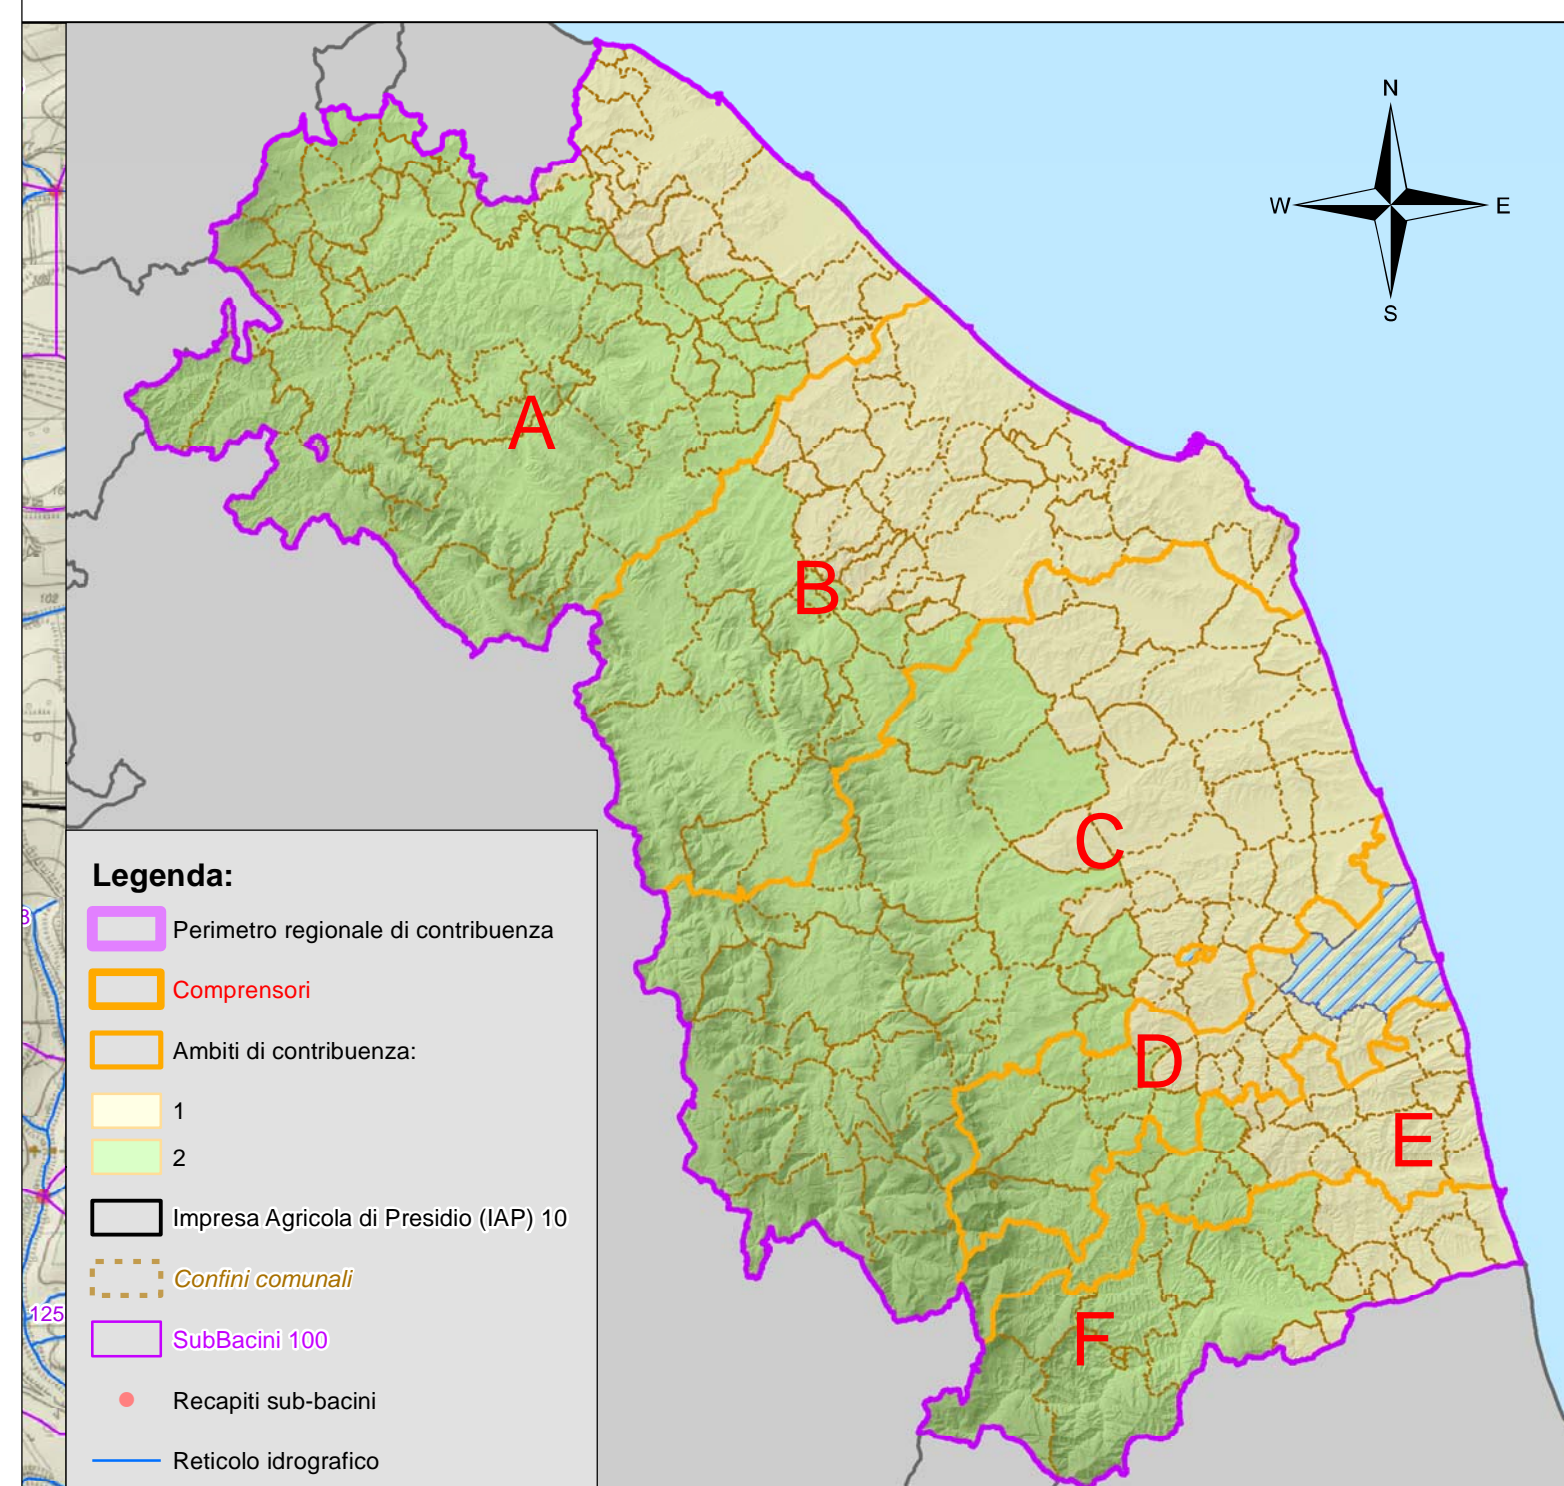 N
W
E
S
A
B
C
D
E
F
102
125
Legenda:
Perimetro regionale di contribuenza
Comprensori
Ambiti di contribuenza:
1
2
Impresa Agricola di Presidio (IAP) 10
Confini comunali
SubBacini 100
Recapiti sub-bacini
Reticolo idrografico